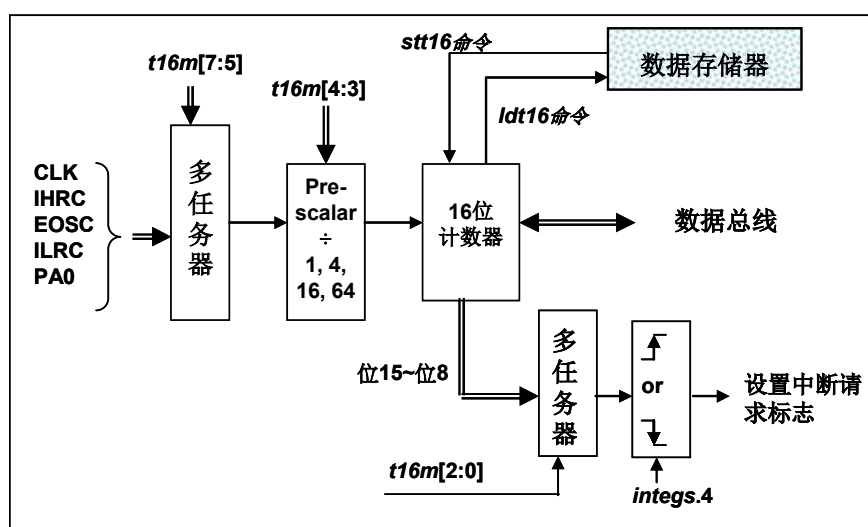 stt16命令
数据存储器
t16m[7:5]
t16m[4:3]
ldt16命令
CLK
IHRC
EOSC
ILRC
PA0
多
任
务
器
Pre-
scalar
÷
1, 4,
16, 64
16位
计数器
数据总线
位15~位8
多
任
务
器
or
设置中断请
求标志
t16m[2:0]
integs.4